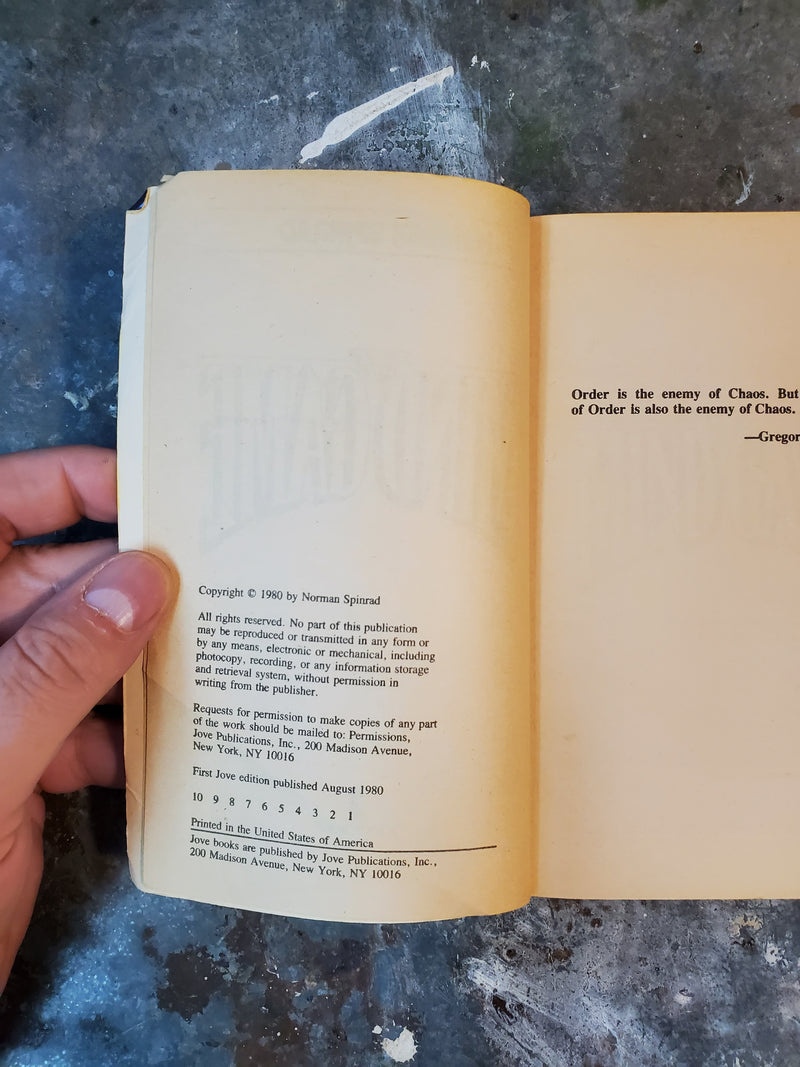 Copyright © 1980 by Norman Spinrad
All rights reserved. No part of this publication
may be reproduced or transmitted in any form or
by any means, electronic or mechanical, including
photocopy, recording, or any information storage
and retrieval system, without permission in
writing from the publisher.
Requests for permission to make copies of any part
of the work should be mailed to: Permissions,
Jove Publications, Inc., 200 Madison Avenue,
New York, NY 10016
First Jove edition published August 1980
10 9 8 7 6 5 4 3 2 1
Printed in the United States of America
Jove books are published by Jove Publications, Inc.,
200 Madison Avenue, New York, NY 10016
Order is the enemy of Chaos. But
of Order is also the enemy of Chaos.
—Gregor